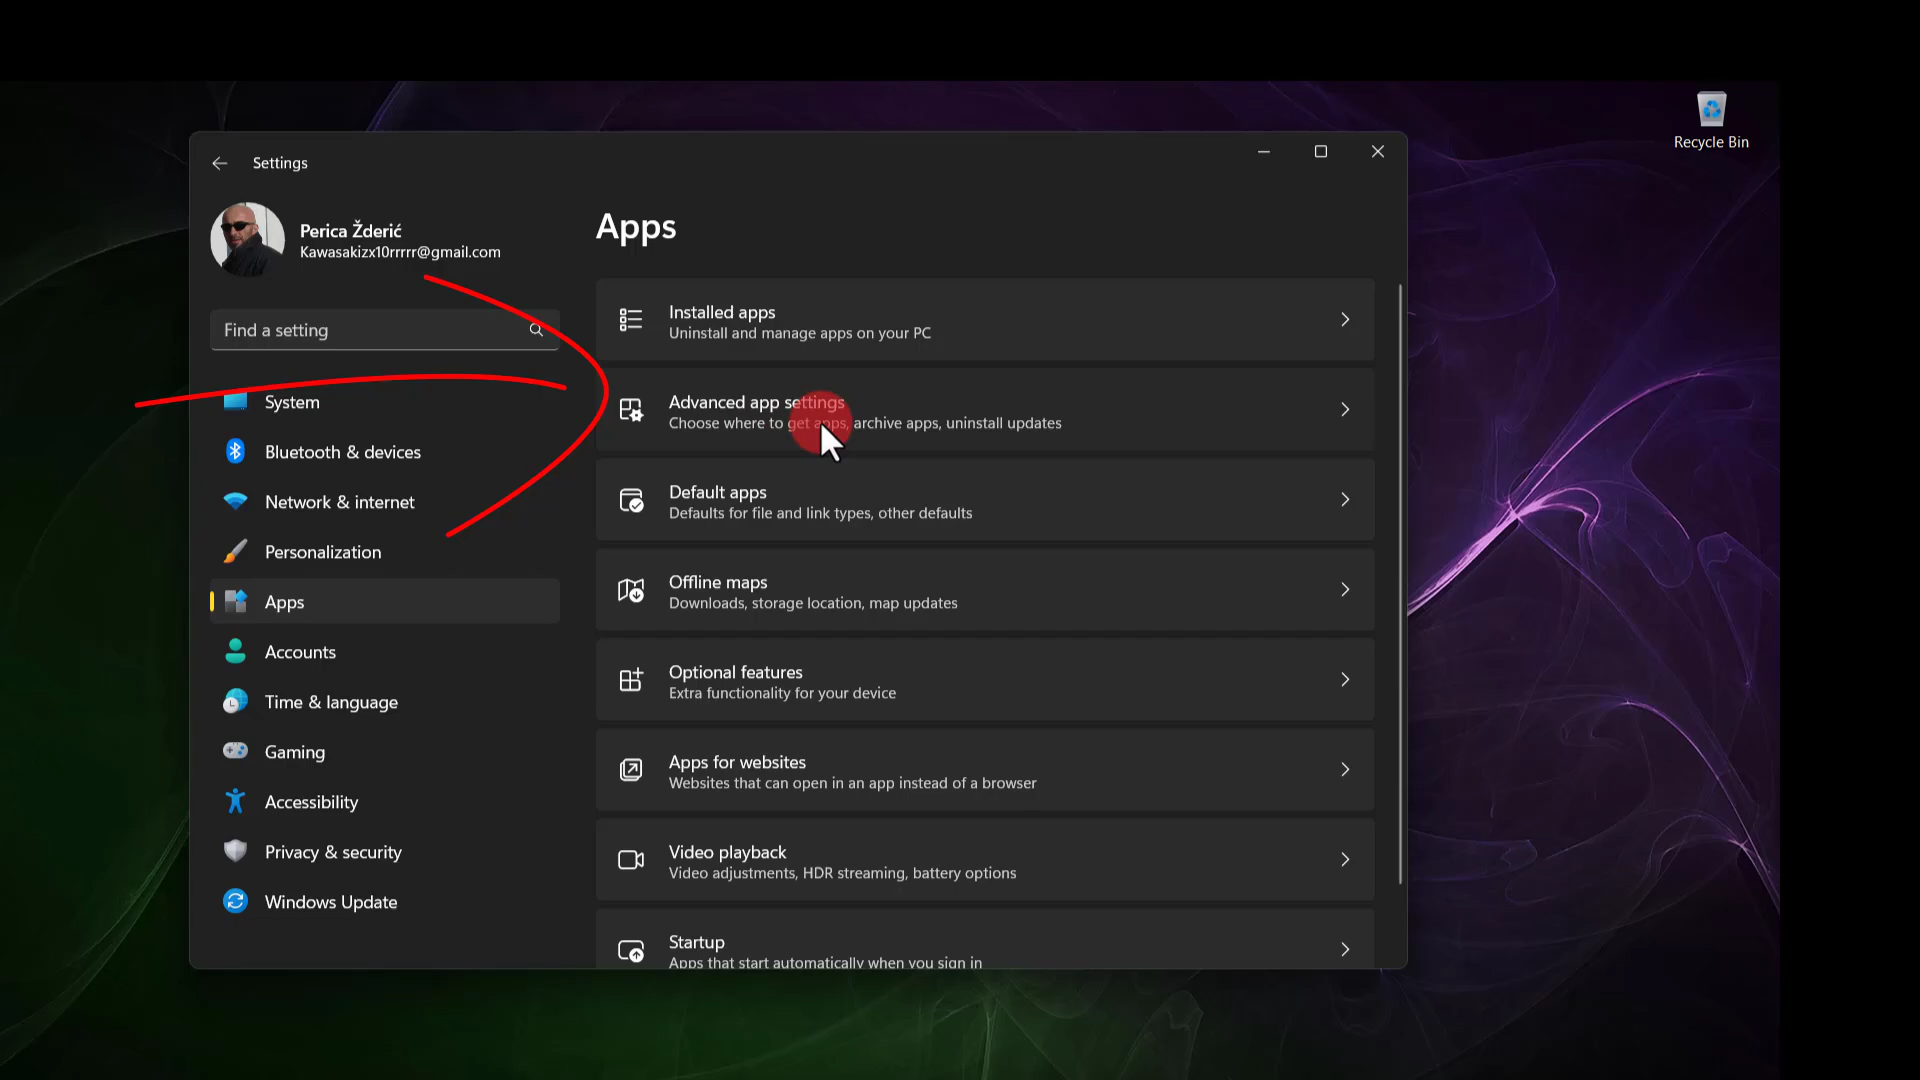 Recycle Bin
Settings
Perica Žderić
Kawasakizx10rrrrr@gmail.com
Find a setting
System
Bluetooth & devices
Network & internet
Personalization
Apps
Accounts
Time & language
Gaming
Accessibility
Privacy & security
Windows Update
Apps
Installed apps
Uninstall and manage apps on your PC
Advanced app settings
Choose where to get apps, archive apps, uninstall updates
Default apps
Defaults for file and link types, other defaults
Offline maps
Downloads, storage location, map updates
Optional features
Extra functionality for your device
Apps for websites
Websites that can open in an app instead of a browser
Video playback
Video adjustments, HDR streaming, battery options
Startup
Apps that start automatically when you sign in